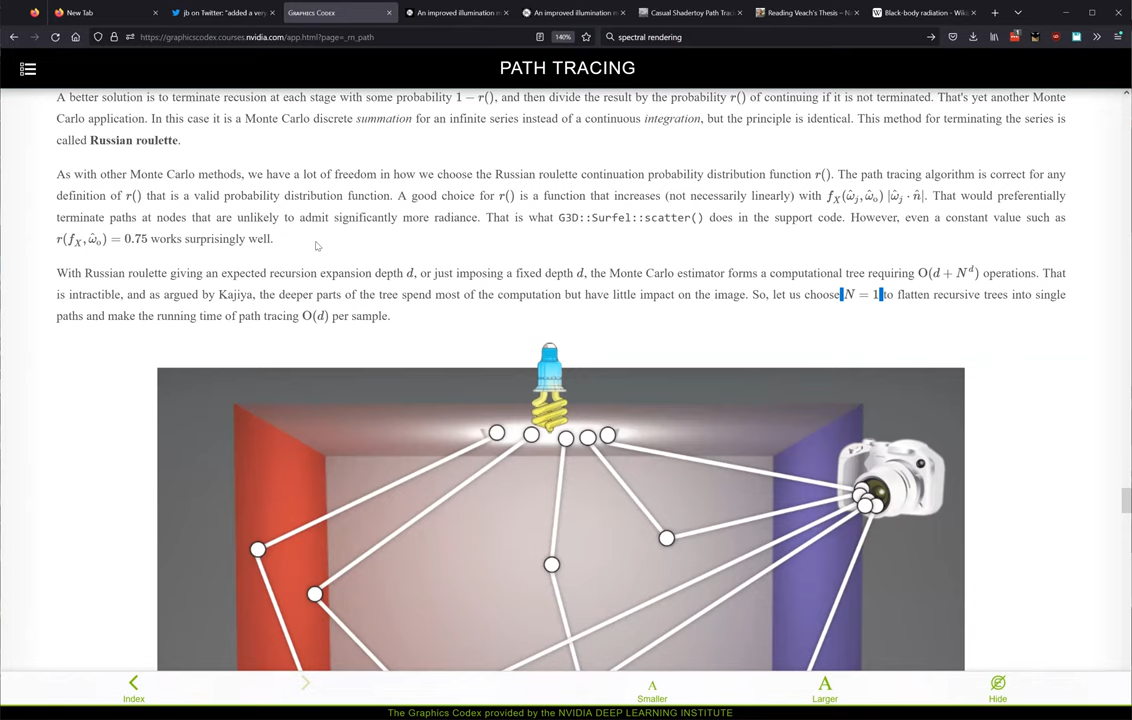 New Tab
jb on Twitter: "added a very
GRAPHICS CODEX
An improved illumination m
An improved illumination m
Casual Shadertoy Path Trac
Reading Veach's Thesis – Na
Black-body radiation - Wiki
https://graphicscodex.courses.nvidia.com/app.html?page=_rn_path
140%
spectral rendering
PATH TRACING
A better solution is to terminate recusion at each stage with some probability 1 − r(), and then divide the result by the probability r() of continuing if it is not terminated. That's yet another Monte
Carlo application. In this case it is a Monte Carlo discrete summation for an infinite series instead of a continuous integration, but the principle is identical. This method for terminating the series is
called Russian roulette.
As with other Monte Carlo methods, we have a lot of freedom in how we choose the Russian roulette continuation probability distribution function r(). The path tracing algorithm is correct for any
definition of r() that is a valid probability distribution function. A good choice for r() is a function that increases (not necessarily linearly) with f_X(ω̂_j, ω̂_o) |ω̂_j · n̂|. That would preferentially
terminate paths at nodes that are unlikely to admit significantly more radiance. That is what G3D::Surfel::scatter() does in the support code. However, even a constant value such as
r(f_X, ω̂_o) = 0.75 works surprisingly well.
With Russian roulette giving an expected recursion expansion depth d, or just imposing a fixed depth d, the Monte Carlo estimator forms a computational tree requiring O(d + N^d) operations. That
is intractible, and as argued by Kajiya, the deeper parts of the tree spend most of the computation but have little impact on the image. So, let us choose N = 1 to flatten recursive trees into single
paths and make the running time of path tracing O(d) per sample.
Index
A
Smaller
A
Larger
Hide
The Graphics Codex provided by the NVIDIA DEEP LEARNING INSTITUTE